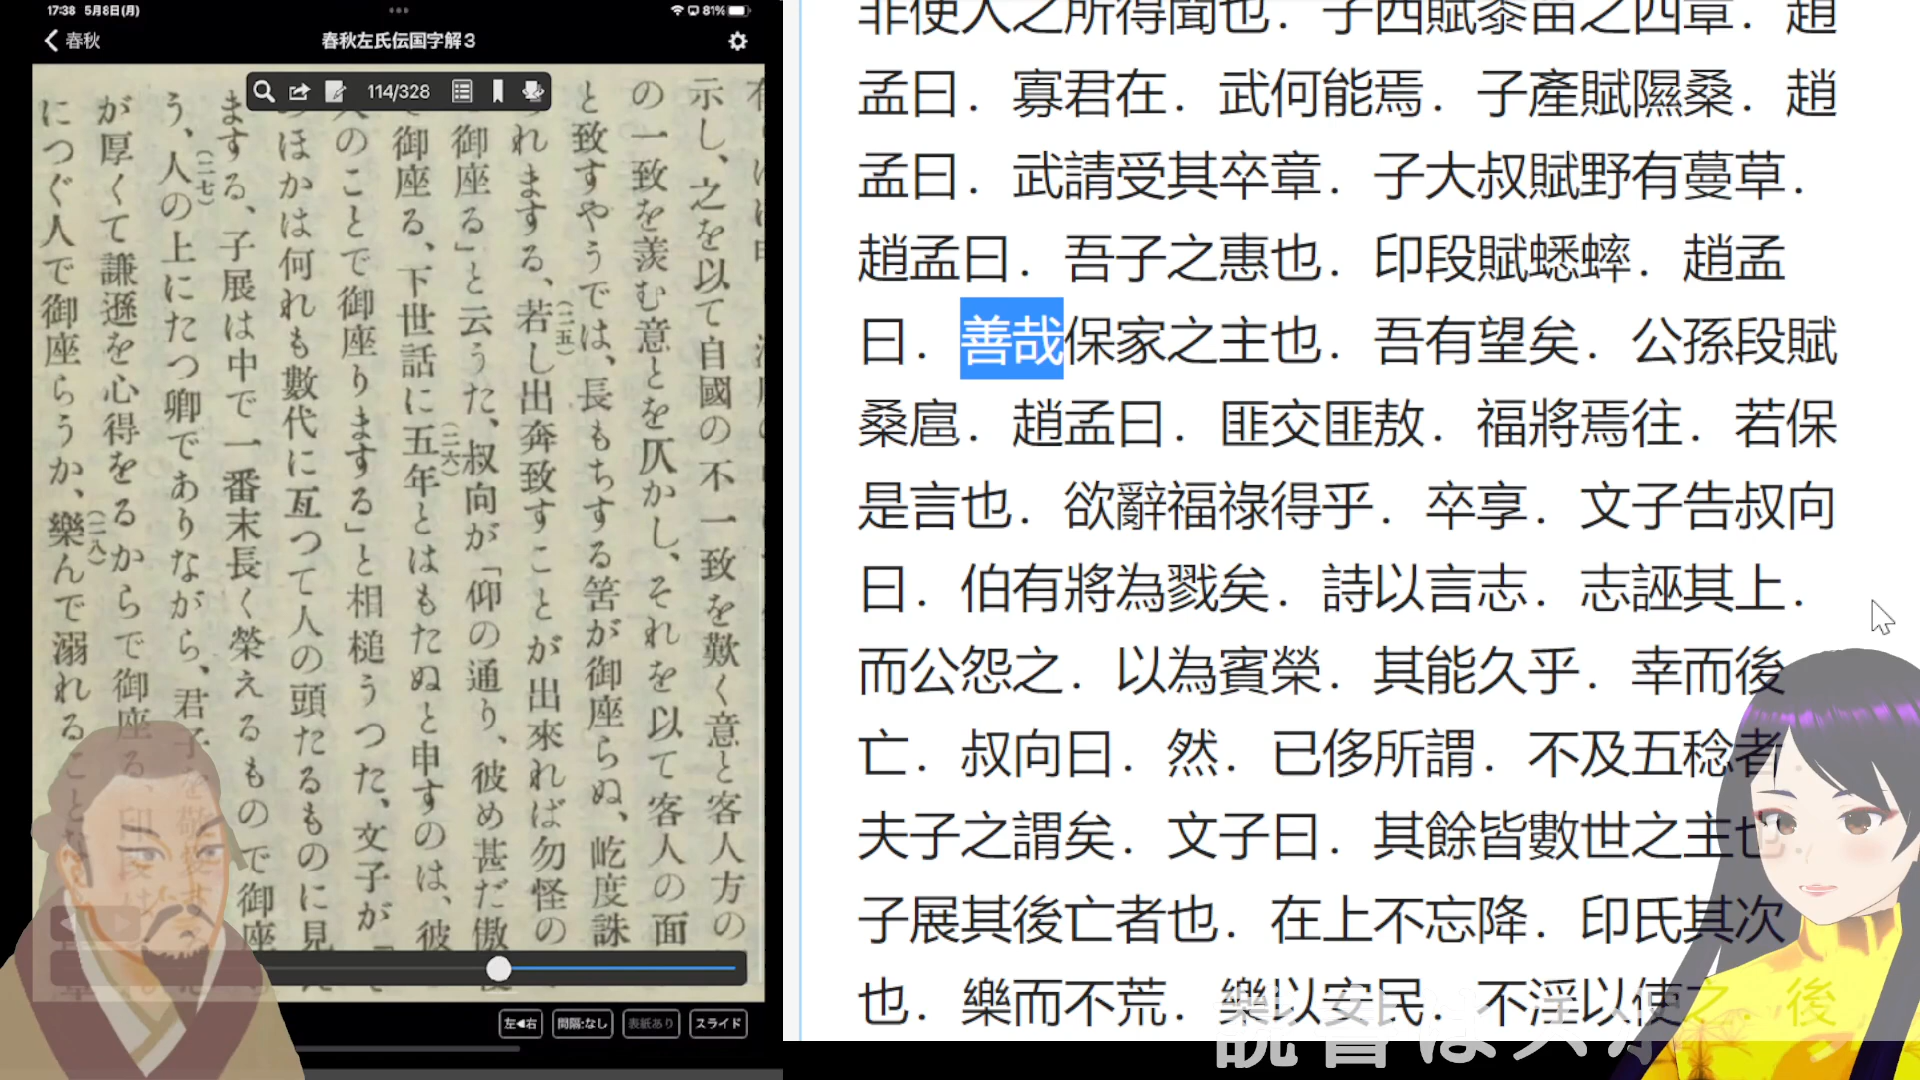 17:38 5月8日(月)
81%
春秋
春秋左氏伝国字解3
114/328
示し、之を以て自國の不一致を歎く意と客人方の
の一致を羨む意とを仄かし、それを以て客人の面
と致すやうでは、長もちする筈が御座らぬ、屹度誅
れまする、若し出奔致すことが出來れば勿怪の
(二五)
御座る」と云うた、叔向が「仰の通り、彼め甚だ傲
(二六)
御座る、下世話に五年とはもたぬと申すのは、彼
のことで御座りまする」と相槌うつた、文子が「
ほかは何れも數代に亙つて人の頭たるものに見
まする、子展は中で一番末長く榮えるもので御座
う、人の上にたつ卿でありながら、君子を敬
(二七)
が厚くて謙遜を心得をるからで御座る、印段は
につぐ人で御座らうか、樂んで溺れること
(二八)
左◀右
間隔:なし
表紙あり
スライド
非使人之所得聞也．子西賦黍苗之四章．趙
孟曰．寡君在．武何能焉．子產賦隰桑．趙
孟曰．武請受其卒章．子大叔賦野有蔓草．
趙孟曰．吾子之惠也．印段賦蟋蟀．趙孟
曰．善哉保家之主也．吾有望矣．公孫段賦
桑扈．趙孟曰．匪交匪敖．福將焉往．若保
是言也．欲辭福祿得乎．卒享．文子告叔向
曰．伯有將為戮矣．詩以言志．志誣其上．
而公怨之．以為賓榮．其能久乎．幸而後
亡．叔向曰．然．已侈所謂．不及五稔者．
夫子之謂矣．文子曰．其餘皆數世之主也．
子展其後亡者也．在上不忘降．印氏其次
也．樂而不荒．樂以安民．不淫以使之．後